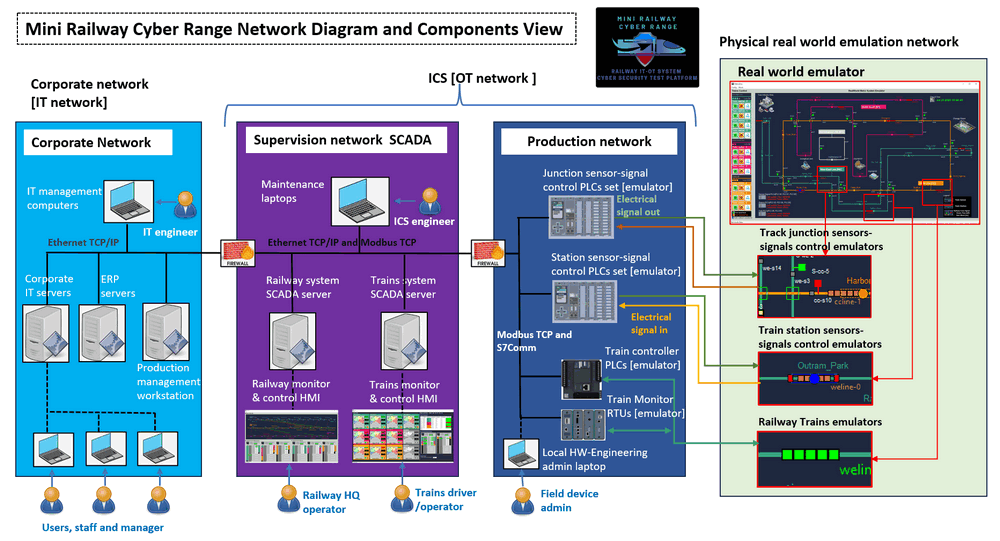 Mini Railway Cyber Range Network Diagram and Components View
MINI RAILWAY
CYBER RANGE
RAILWAY IT-OT SYSTEM
CYBER SECURITY TEST PLATFORM
Physical real world emulation network
ICS [OT network ]
Corporate network
[IT network]
Real world emulator
Corporate Network
Supervision network SCADA
Production network
IT management
computers
IT engineer
Ethernet TCP/IP
Corporate
IT servers
ERP
servers
Production
management
workstation
Users, staff and manager
FIREWALL
Maintenance
laptops
ICS engineer
Ethernet TCP/IP and Modbus TCP
Railway system
SCADA server
Trains system
SCADA server
Railway monitor
& control HMI
Trains monitor
& control HMI
Railway HQ
operator
Trains driver
/operator
FIREWALL
Junction sensor-signal
control PLCs set [emulator]
Electrical
signal out
Station sensor-signal
control PLCs set [emulator]
Electrical
signal in
Modbus TCP and
S7Comm
Train controller
PLCs [emulator]
Train Monitor
RTUs [emulator]
Local HW-Engineering
admin laptop
Field device
admin
Track junction sensors-
signals control emulators
we-s14
S-co-5
we-s3
co-s10
Harbo
ccline-1
Train station sensors-
signals control emulators
Outram_Park
weline-0
Railway Trains emulators
welin